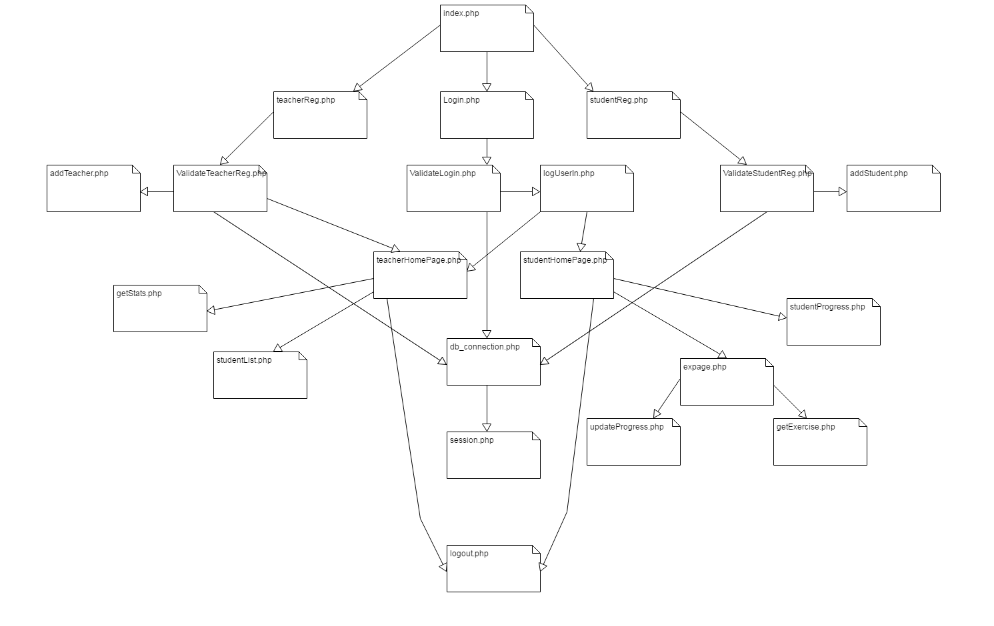 index.php
teacherReg.php
Login.php
studentReg.php
addTeacher.php
ValidateTeacherReg.php
ValidateLogin.php
logUserIn.php
ValidateStudentReg.php
addStudent.php
teacherHomePage.php
studentHomePage.php
getStats.php
studentProgress.php
db_connection.php
studentList.php
expage.php
updateProgress.php
getExercise.php
session.php
logout.php